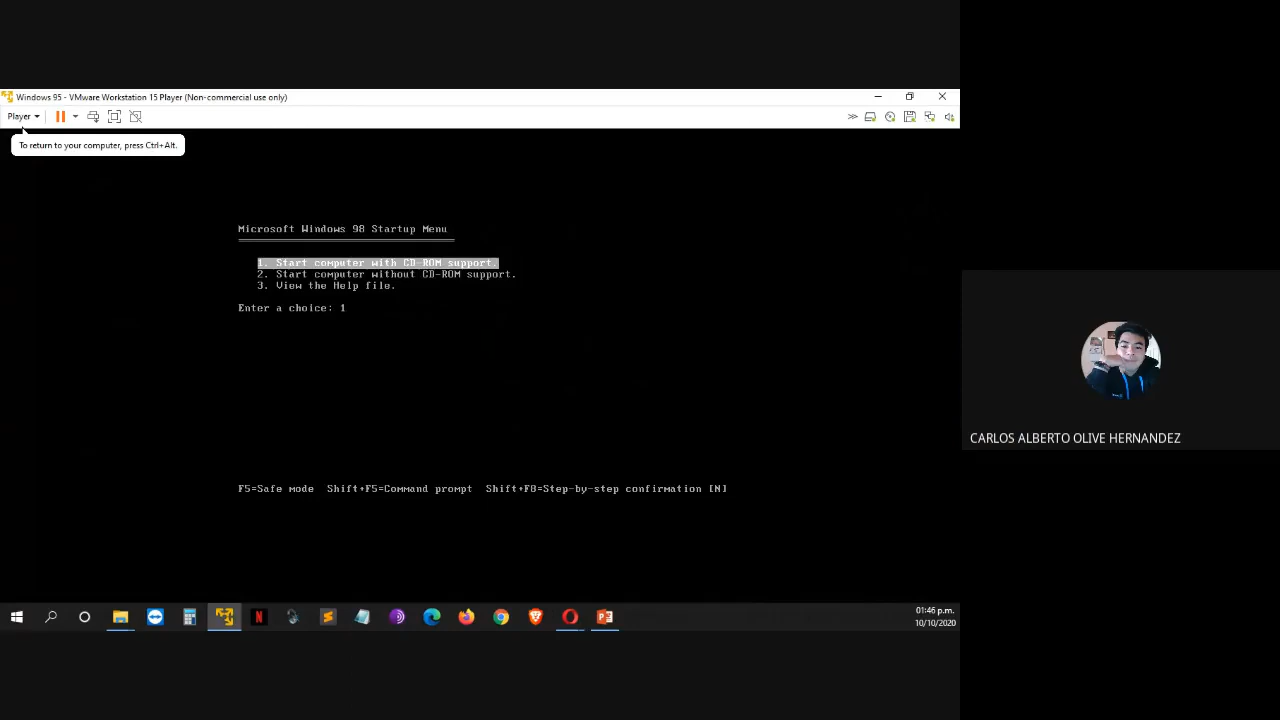 Windows 95 - VMware Workstation 15 Player (Non-commercial use only)
Player
To return to your computer, press Ctrl+Alt.
Microsoft Windows 98 Startup Menu
1. Start computer with CD-ROM support.
2. Start computer without CD-ROM support.
3. View the Help file.
Enter a choice: 1
CARLOS ALBERTO OLIVE HERNANDEZ
F5=Safe mode  Shift+F5=Command prompt  Shift+F8=Step-by-step confirmation [N]
01:46 p.m.
10/10/2020